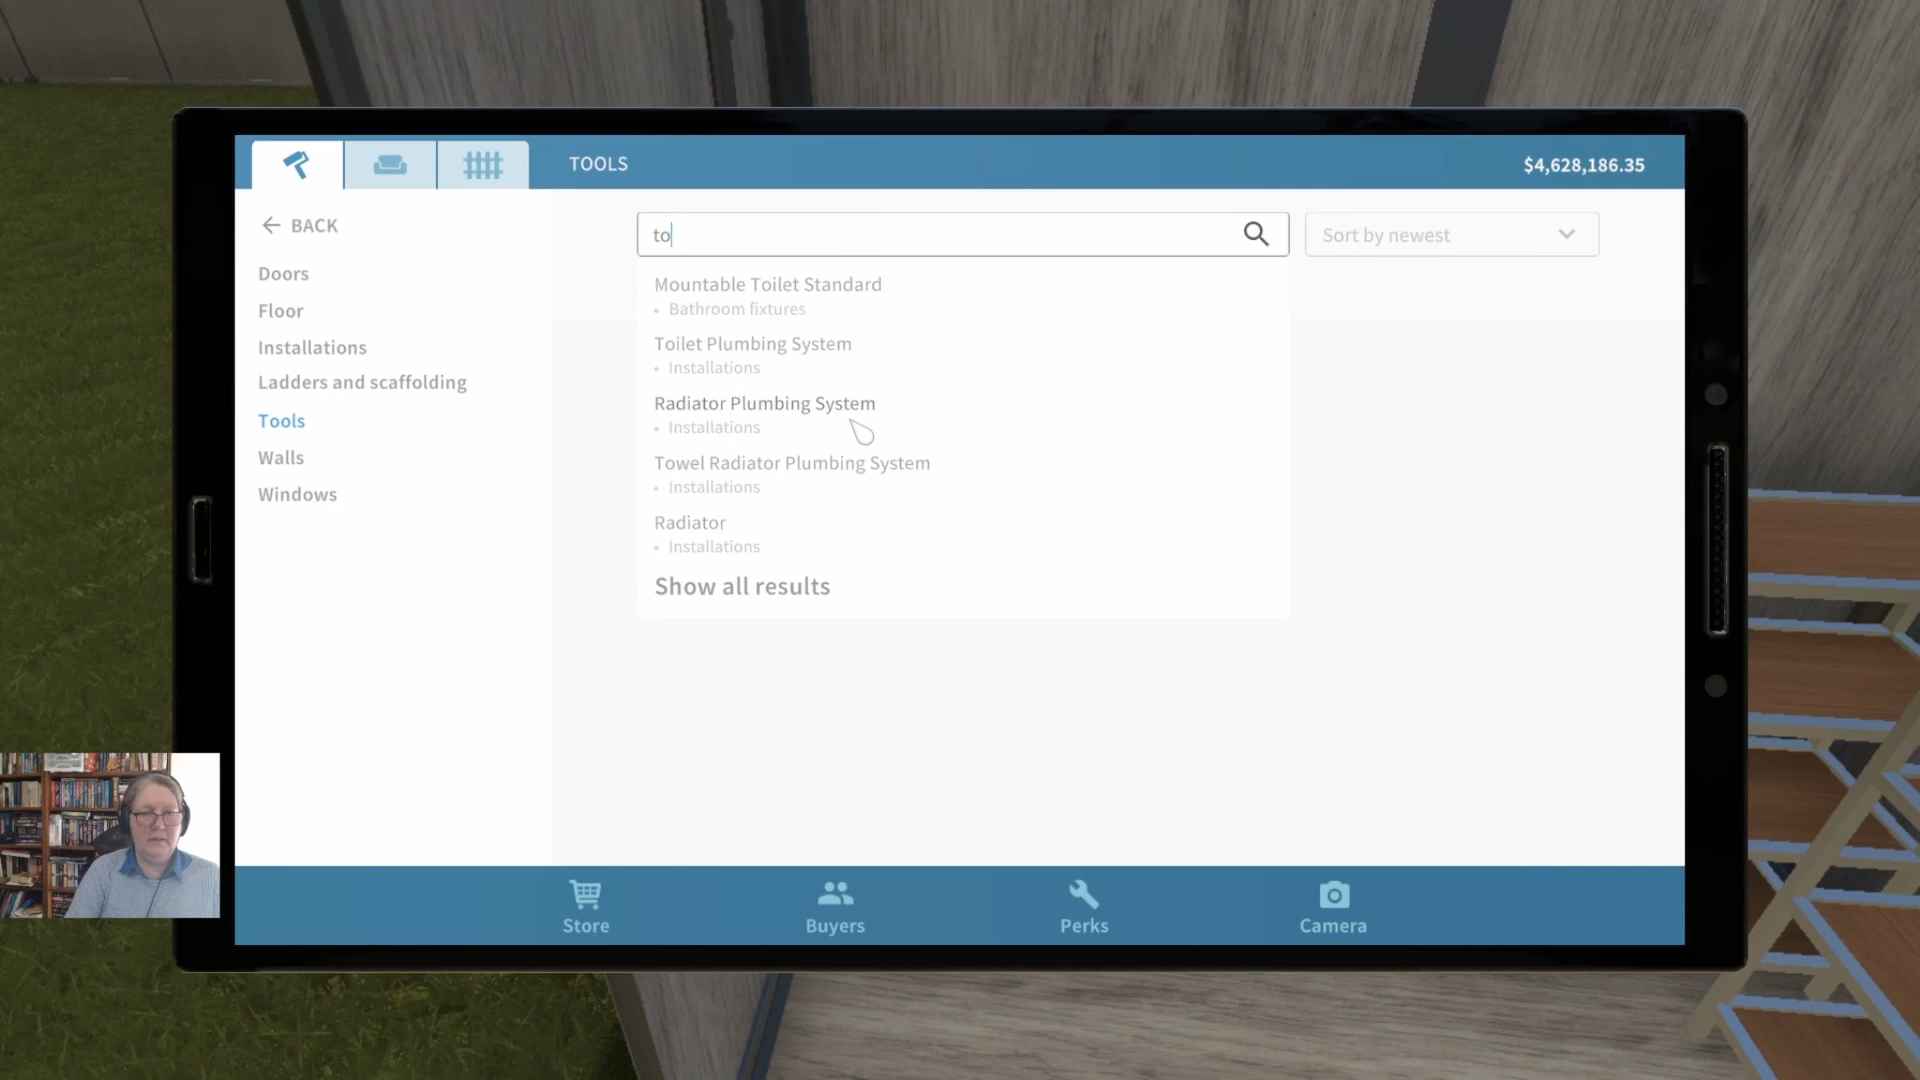 TOOLS
$4,628,186.35
BACK
Doors
Floor
Installations
Ladders and scaffolding
Tools
Walls
Windows
to
Sort by newest
Mountable Toilet Standard
• Bathroom fixtures
Toilet Plumbing System
• Installations
Radiator Plumbing System
• Installations
Towel Radiator Plumbing System
• Installations
Radiator
• Installations
Show all results
Store
Buyers
Perks
Camera